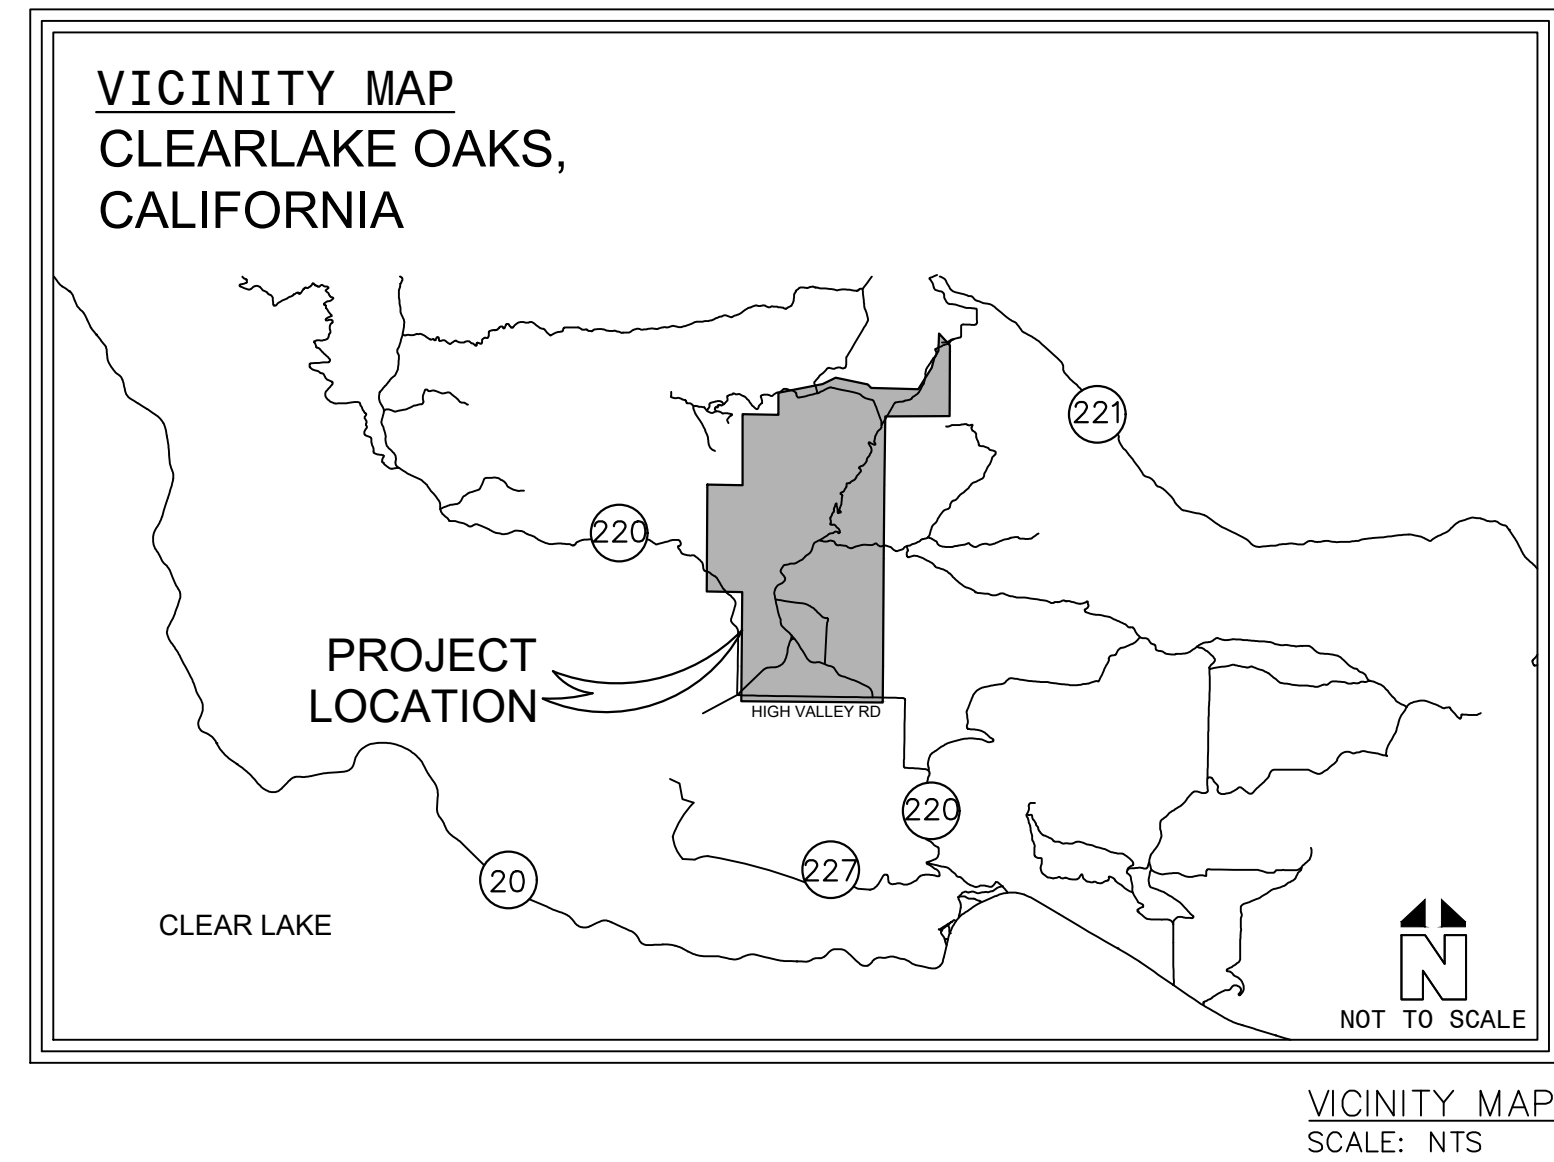 VICINITY MAP
CLEARLAKE OAKS,
CALIFORNIA
221
220
PROJECT
LOCATION
HIGH VALLEY RD
220
227
20
CLEAR LAKE
N
NOT TO SCALE
VICINITY MAP
SCALE: NTS